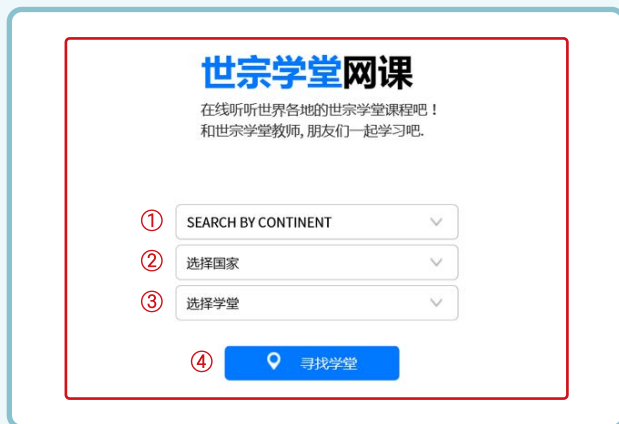 世宗学堂网课
在线听听世界各地的世宗学堂课程吧！
和世宗学堂教师, 朋友们一起学习吧.
① SEARCH BY CONTINENT
② 选择国家
③ 选择学堂
④ 寻找学堂